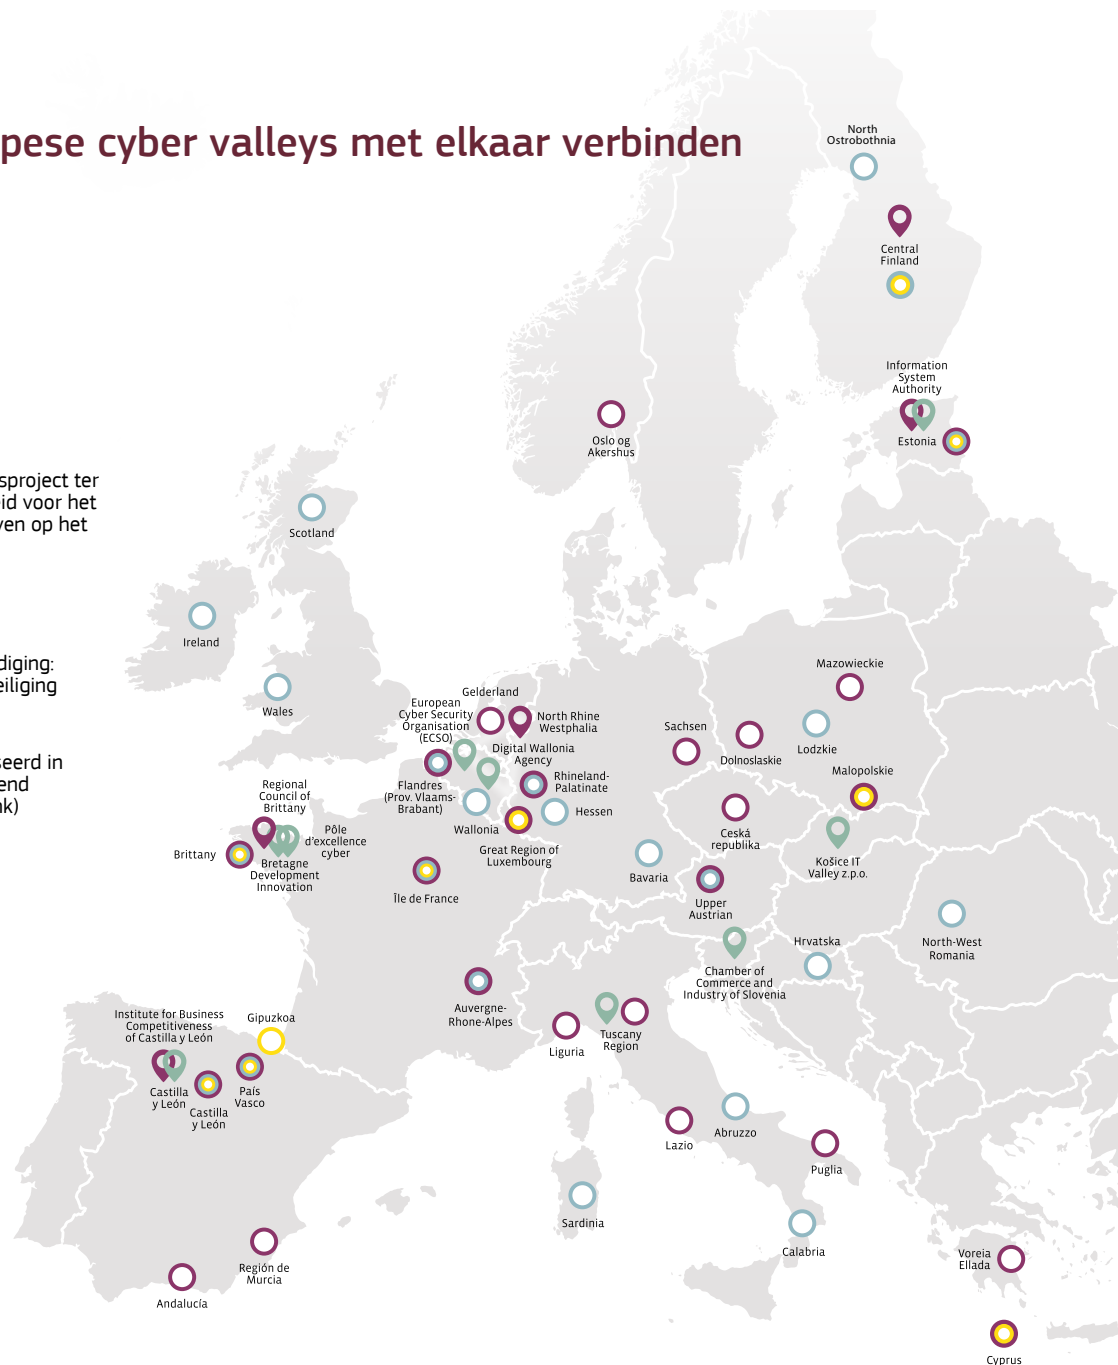 pese cyber valleys met elkaar verbinden
sproject ter
id voor het
ven op het
diging:
eiliging
seerd in
end
nk)
North
Ostrobothnia
Central
Finland
Information
System
Authority
Estonia
Oslo og
Akershus
Scotland
Ireland
Wales
Gelderland
European
Cyber Security
Organisation
(ECSO)
North Rhine
Westphalia
Digital Wallonia
Agency
Flandres
(Prov. Vlaams-
Brabant)
Rhineland-
Palatinate
Wallonia
Hessen
Great Region of
Luxembourg
Mazowieckie
Sachsen
Dolnoslaskie
Lodzkie
Malopolskie
Ceská
republika
Košice IT
Valley z.p.o.
Regional
Council of
Brittany
Pôle
d'excellence
cyber
Brittany
Bretagne
Development
Innovation
Île de France
Bavaria
Upper
Austrian
North-West
Romania
Hrvatska
Chamber of
Commerce and
Industry of Slovenia
Auvergne-
Rhone-Alpes
Liguria
Tuscany
Region
Institute for Business
Competitiveness
of Castilla y León
Gipuzkoa
Castilla
y León
Castilla
y León
País
Vasco
Lazio
Abruzzo
Puglia
Sardinia
Calabria
Región de
Murcia
Andalucía
Voreia
Ellada
Cyprus